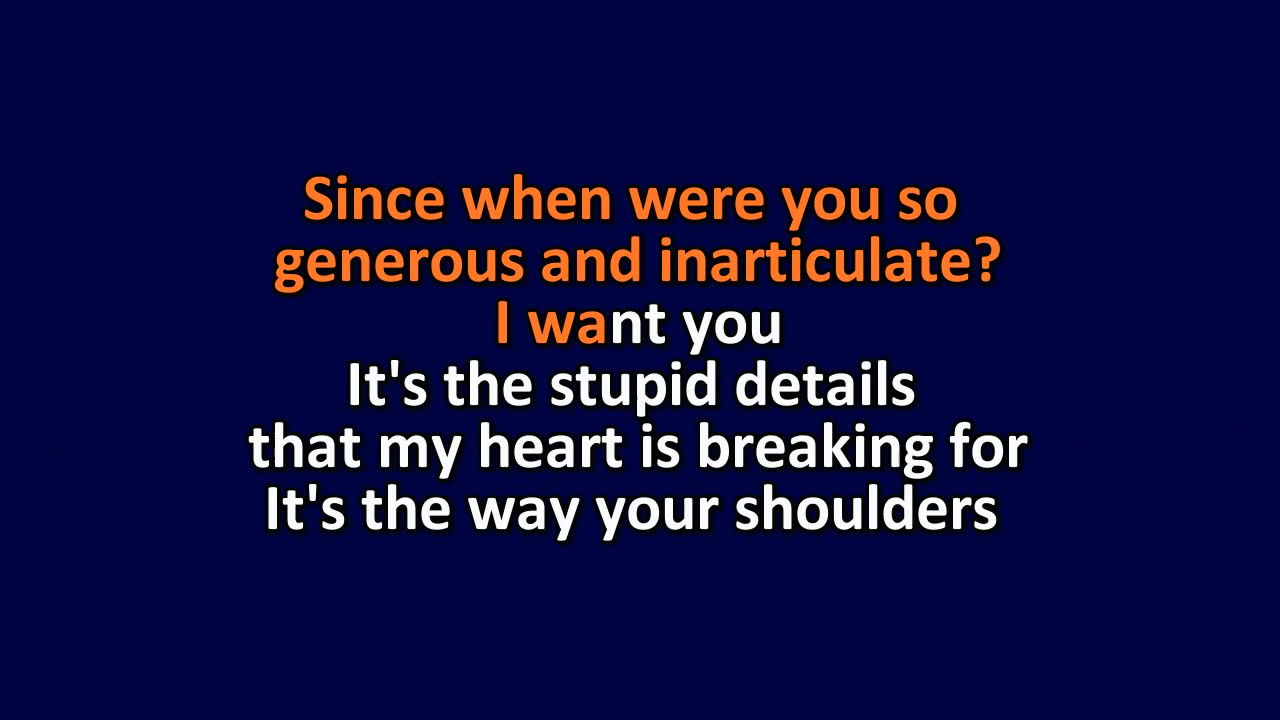 Since when were you so
generous and inarticulate?
I want you
It's the stupid details
that my heart is breaking for
It's the way your shoulders